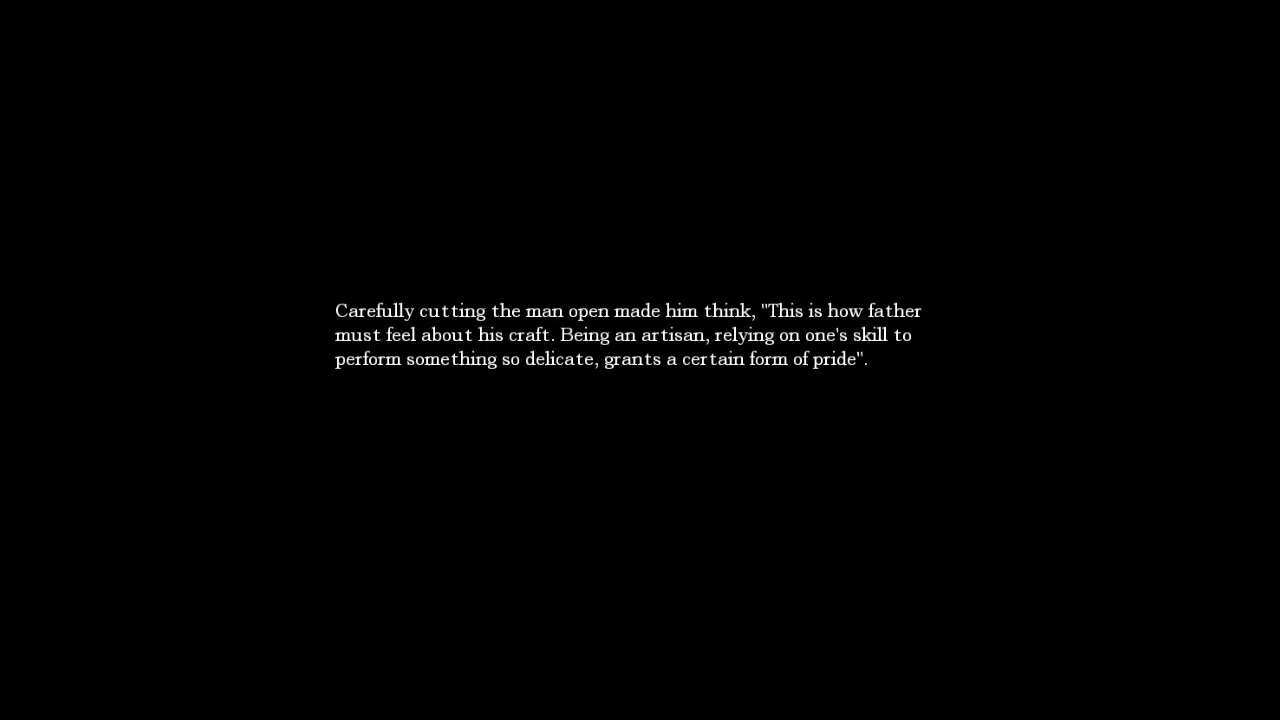 Carefully cutting the man open made him think, "This is how father
must feel about his craft. Being an artisan, relying on one's skill to
perform something so delicate, grants a certain form of pride".